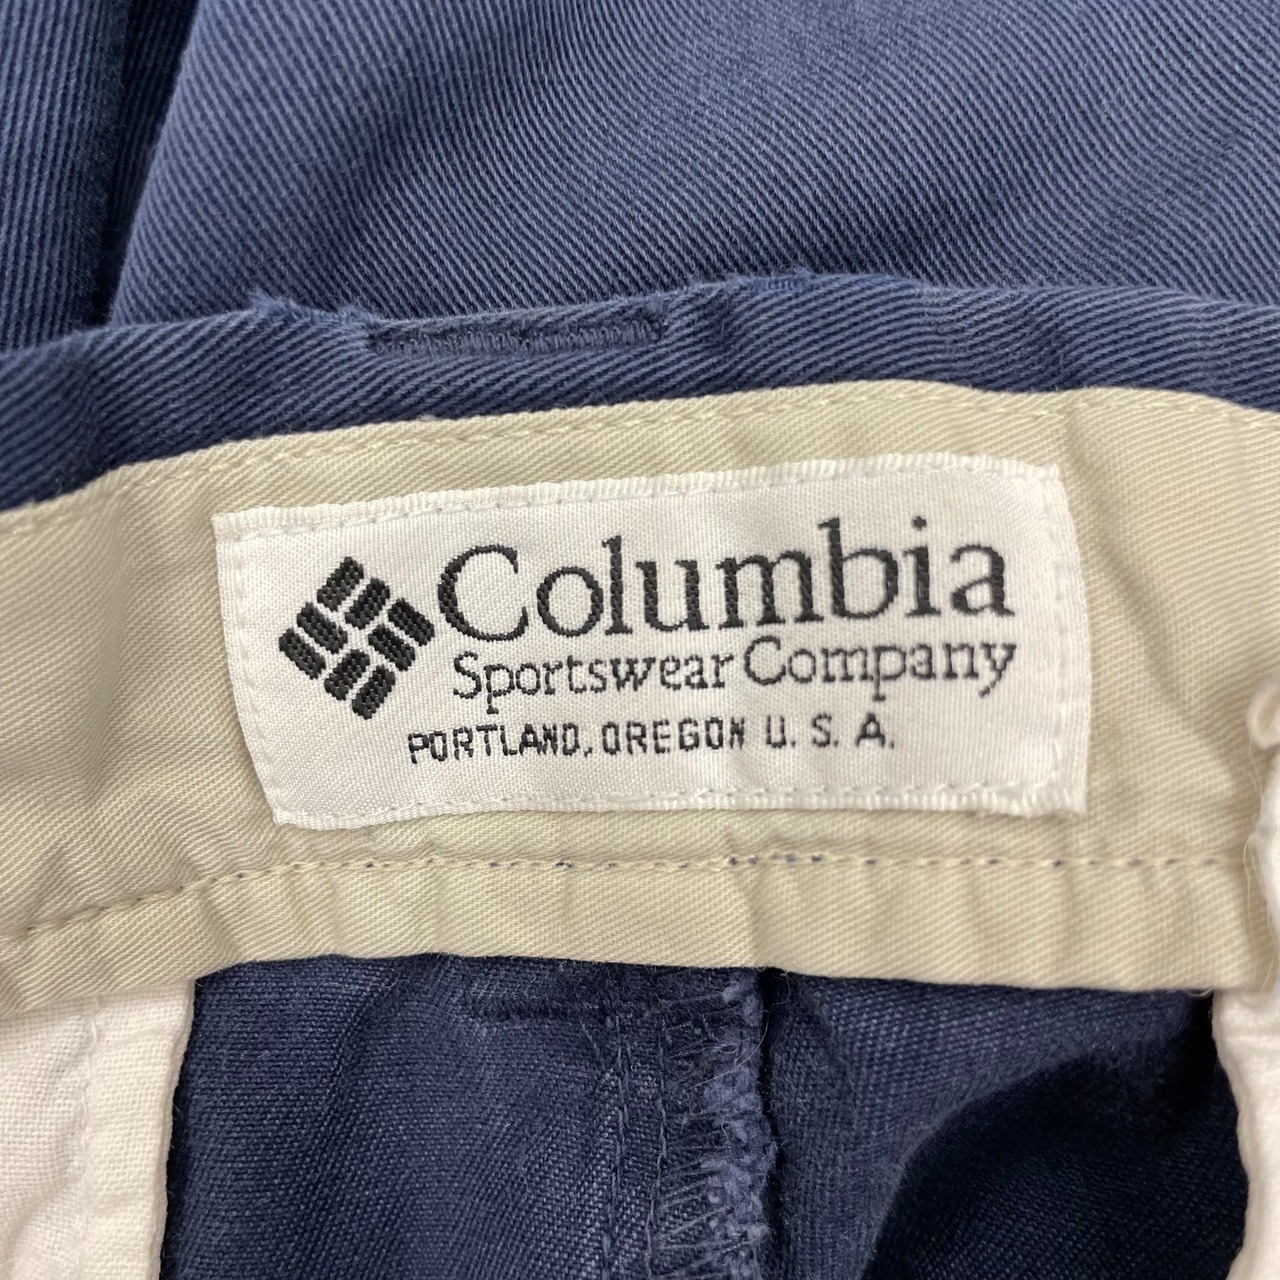 Columbia
Sportswear Company
PORTLAND, OREGON U. S. A.